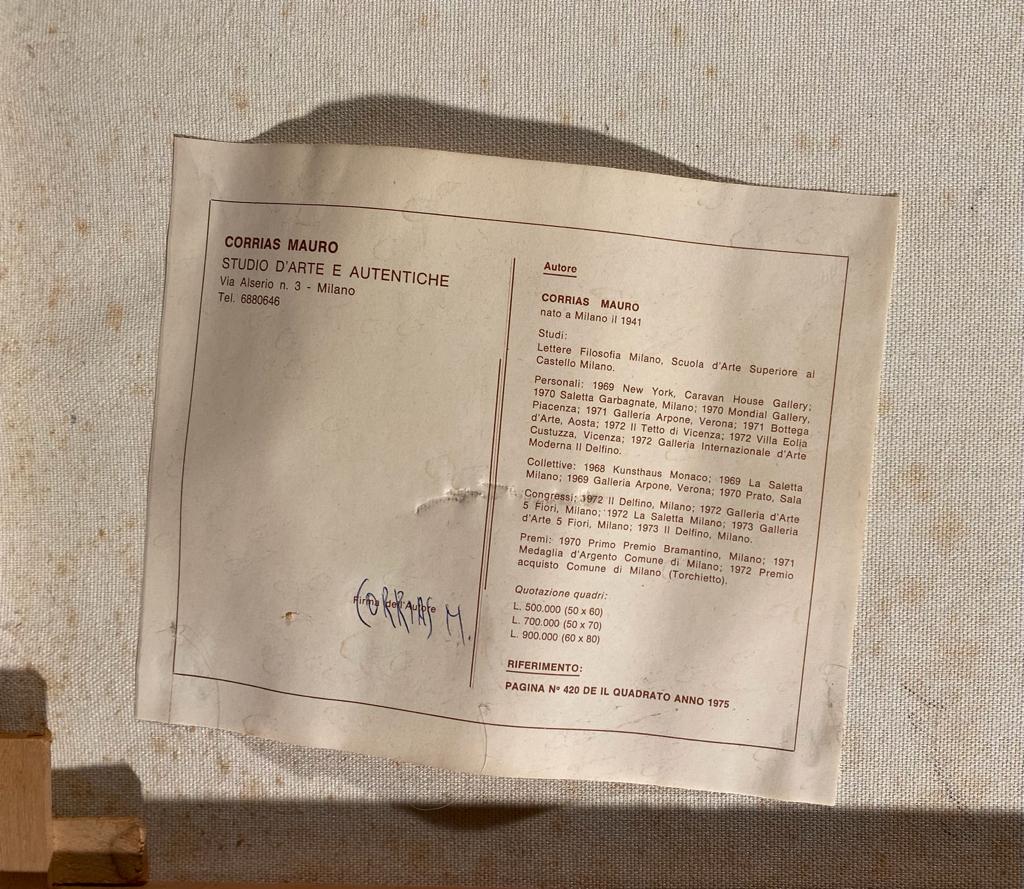 CORRIAS MAURO
STUDIO D'ARTE E AUTENTICHE
Via Alserio n. 3 - Milano
Tel. 6880646
Firma dell'Autore
CORRIAS M.
Autore
CORRIAS MAURO
nato a Milano il 1941
Studi:
Lettere Filosofia Milano, Scuola d'Arte Superiore al
Castello Milano.
Personali: 1969 New York, Caravan House Gallery;
1970 Saletta Garbagnate, Milano; 1970 Mondial Gallery,
Piacenza; 1971 Galleria Arpone, Verona; 1971 Bottega
d'Arte, Aosta; 1972 Il Tetto di Vicenza; 1972 Villa Eolia
Custuzza, Vicenza; 1972 Galleria Internazionale d'Arte
Moderna Il Delfino.
Collettive: 1968 Kunsthaus Monaco; 1969 La Saletta
Milano; 1969 Galleria Arpone, Verona; 1970 Prato, Sala
Congressi; 1972 Il Delfino, Milano; 1972 Galleria d'Arte
5 Fiori, Milano; 1972 La Saletta Milano; 1973 Galleria
d'Arte 5 Fiori, Milano; 1973 Il Delfino, Milano.
Premi: 1970 Primo Premio Bramantino, Milano; 1971
Medaglia d'Argento Comune di Milano; 1972 Premio
acquisto Comune di Milano (Torchietto).
Quotazione quadri:
L. 500.000 (50 x 60)
L. 700.000 (50 x 70)
L. 900.000 (60 x 80)
RIFERIMENTO:
PAGINA N° 420 DE IL QUADRATO ANNO 1975